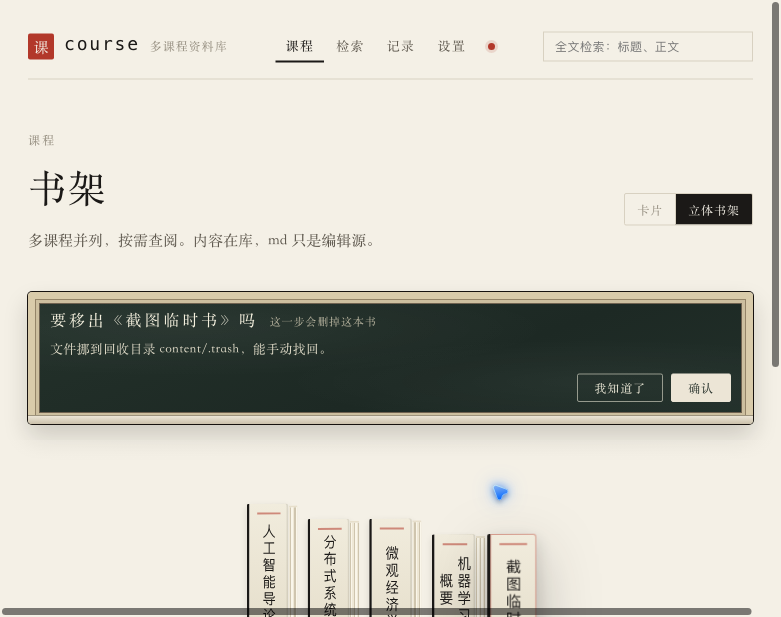 课 course 多课程资料库 课程 检索 记录 设置 全文检索：标题、正文
课程
书架
卡片 立体书架
多课程并列，按需查阅。内容在库，md 只是编辑源。
要移出《截图临时书》吗 这一步会删掉这本书
文件挪到回收目录 content/.trash，能手动找回。
我知道了 确认
人工智能导论
分布式系统
微观经济学
机器学习
概要
截图临时